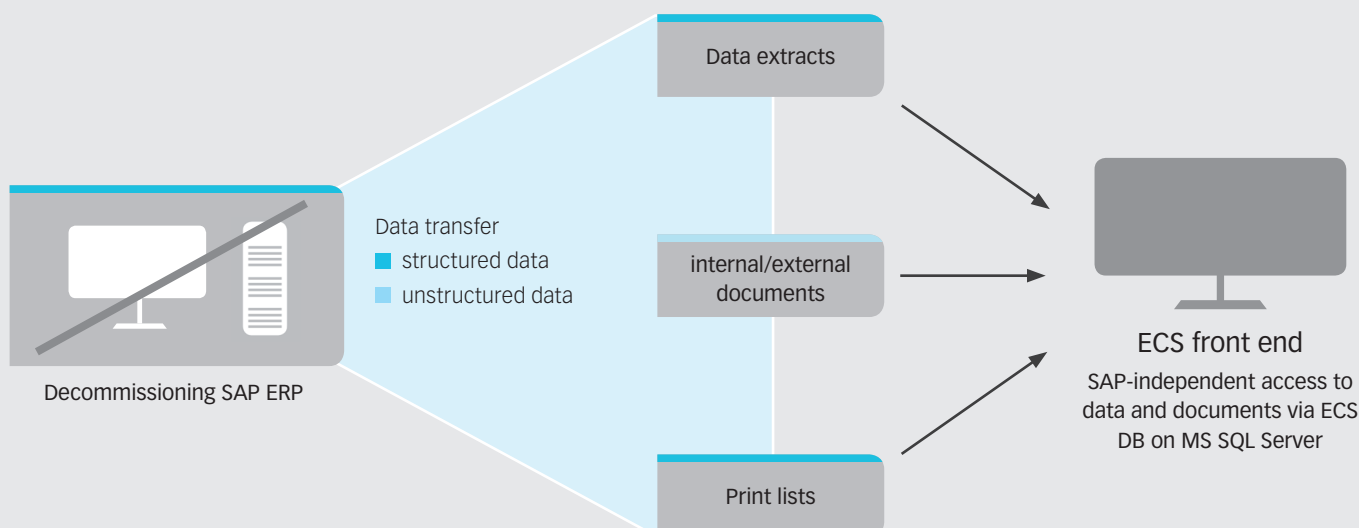 Data extracts
Data transfer
structured data
unstructured data
internal/external
documents
Decommissioning SAP ERP
ECS front end
SAP-independent access to
data and documents via ECS
DB on MS SQL Server
Print lists